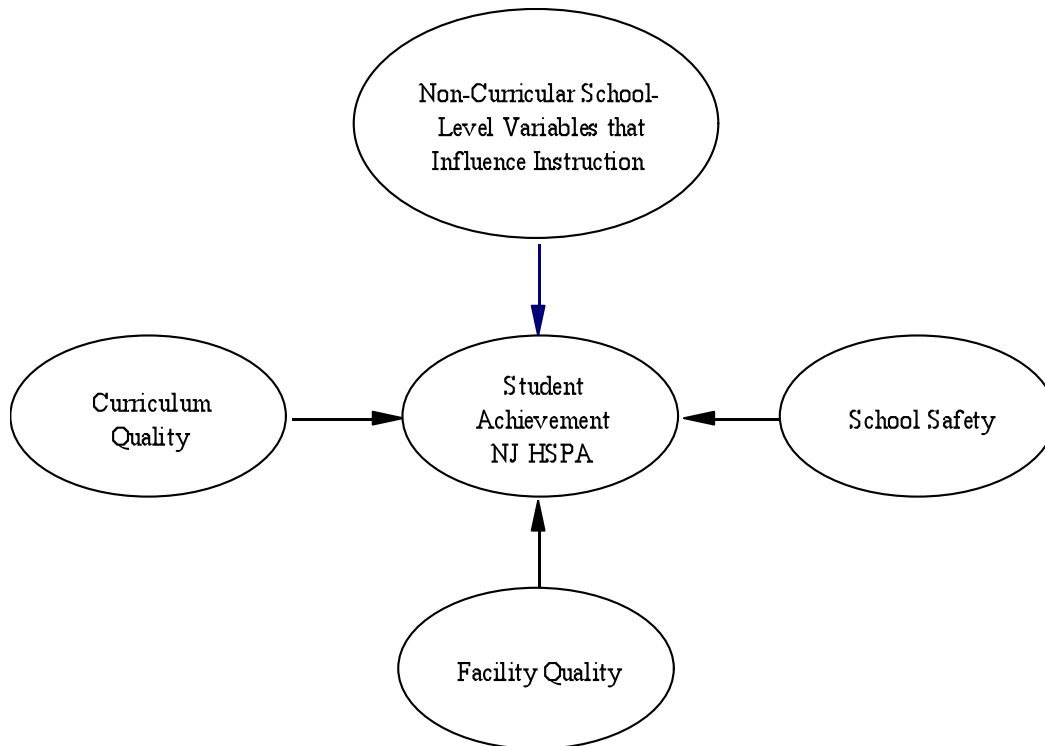 Non-Curricular School-
Level Variables that
Influence Instruction
Curriculum
Quality
Student
Achievement
NJ HSPA
School Safety
Facility Quality